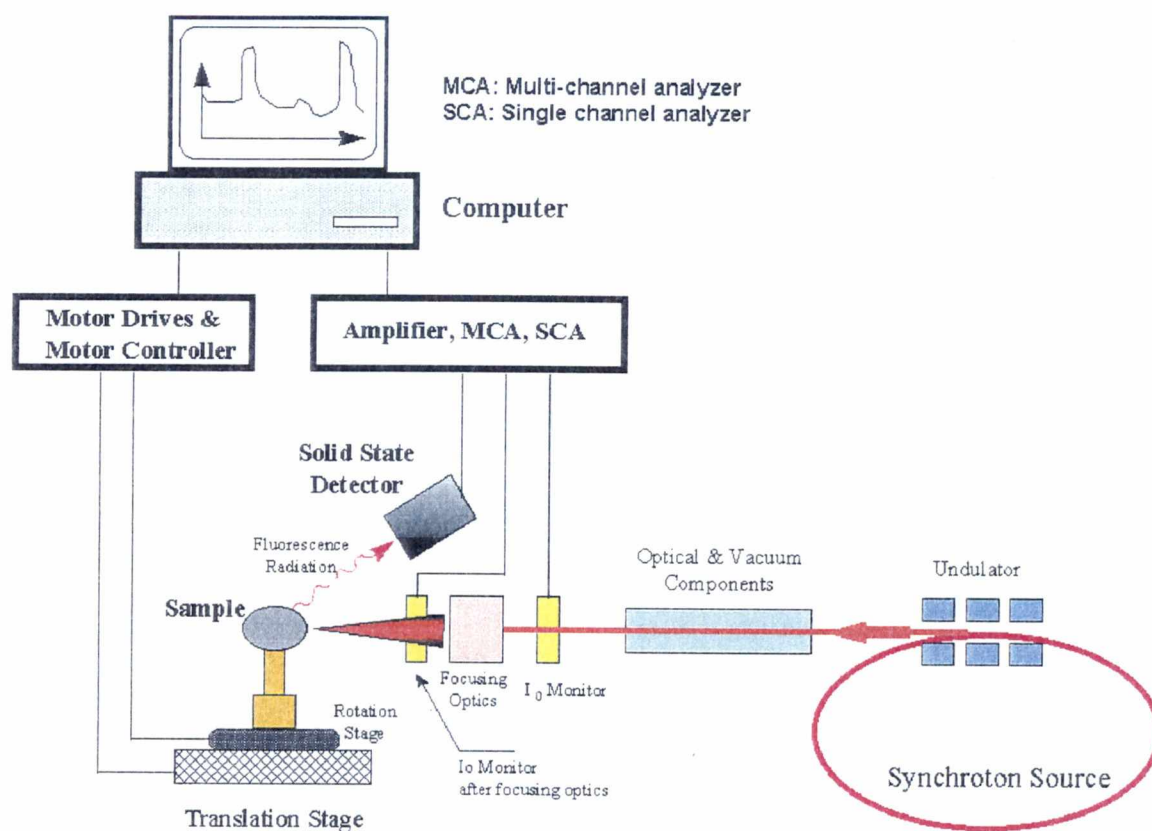 MCA: Multi-channel analyzer
SCA: Single channel analyzer
Computer
Motor Drives &
Motor Controller
Amplifier, MCA, SCA
Solid State
Detector
Fluorescence
Radiation
Optical & Vacuum
Components
Undulator
Sample
Focusing
Optics
I0 Monitor
Rotation
Stage
Io Monitor
after focusing optics
Synchroton Source
Translation Stage